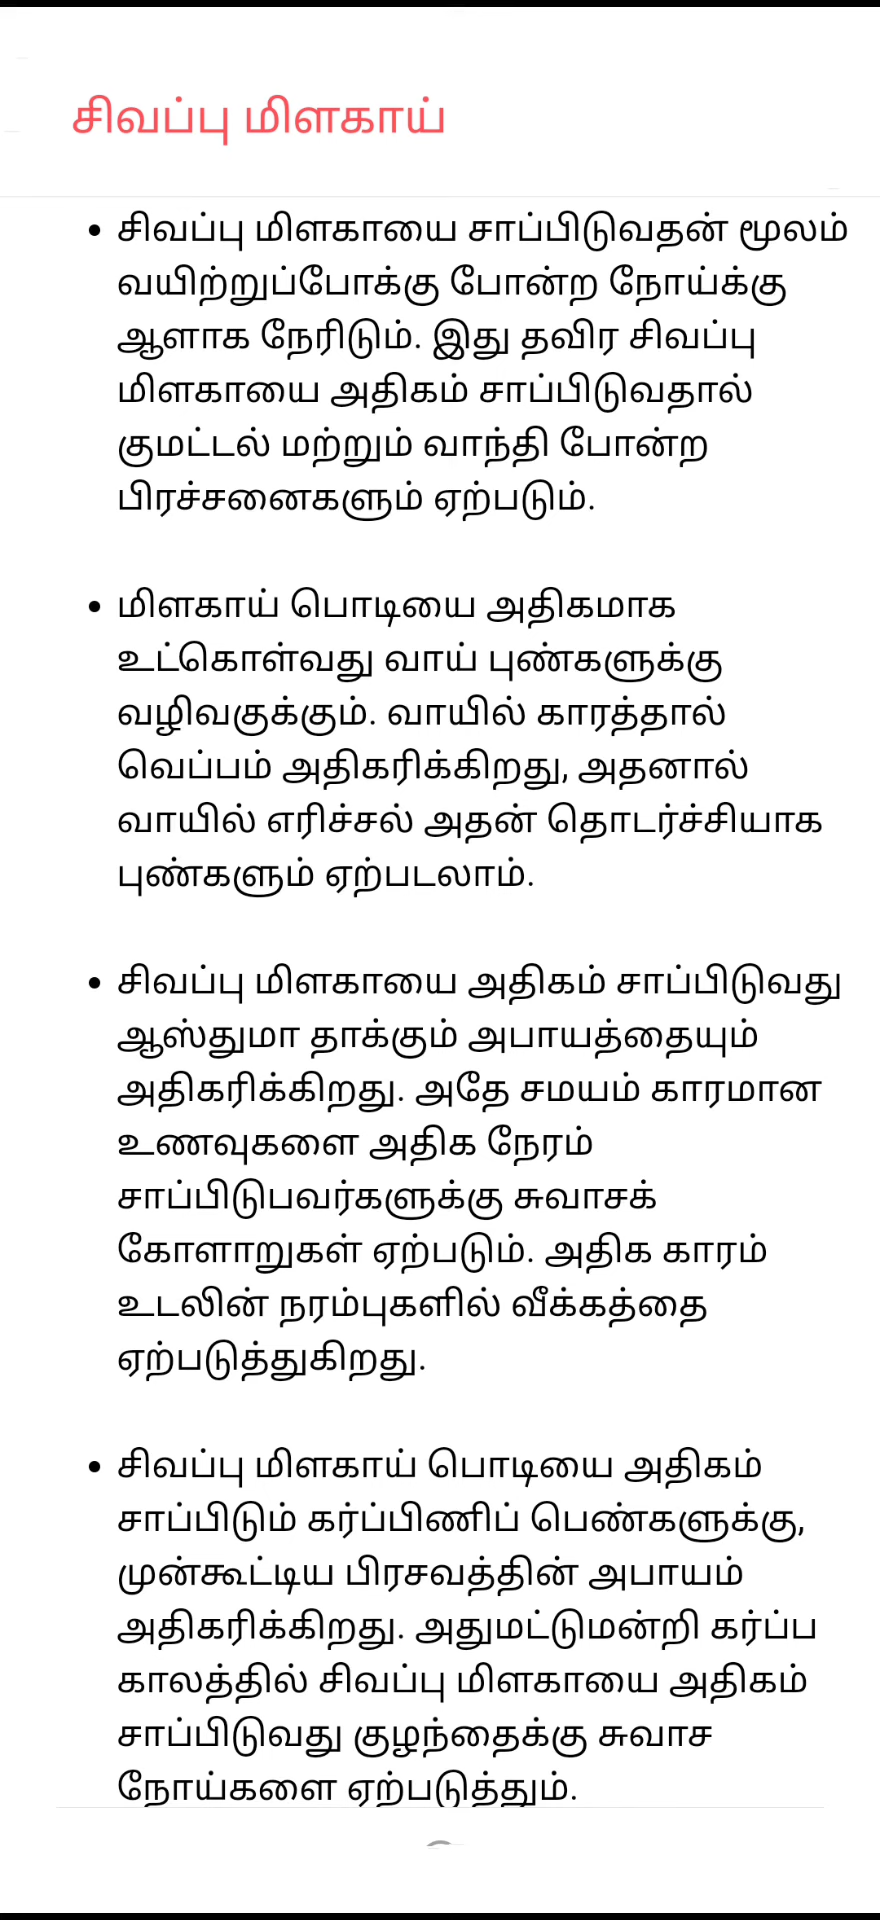 சிவப்பு மிளகாய்
• சிவப்பு மிளகாயை சாப்பிடுவதன் மூலம்
வயிற்றுப்போக்கு போன்ற நோய்க்கு
ஆளாக நேரிடும். இது தவிர சிவப்பு
மிளகாயை அதிகம் சாப்பிடுவதால்
குமட்டல் மற்றும் வாந்தி போன்ற
பிரச்சனைகளும் ஏற்படும்.
• மிளகாய் பொடியை அதிகமாக
உட்கொள்வது வாய் புண்களுக்கு
வழிவகுக்கும். வாயில் காரத்தால்
வெப்பம் அதிகரிக்கிறது, அதனால்
வாயில் எரிச்சல் அதன் தொடர்ச்சியாக
புண்களும் ஏற்படலாம்.
• சிவப்பு மிளகாயை அதிகம் சாப்பிடுவது
ஆஸ்துமா தாக்கும் அபாயத்தையும்
அதிகரிக்கிறது. அதே சமயம் காரமான
உணவுகளை அதிக நேரம்
சாப்பிடுபவர்களுக்கு சுவாசக்
கோளாறுகள் ஏற்படும். அதிக காரம்
உடலின் நரம்புகளில் வீக்கத்தை
ஏற்படுத்துகிறது.
• சிவப்பு மிளகாய் பொடியை அதிகம்
சாப்பிடும் கர்ப்பிணிப் பெண்களுக்கு,
முன்கூட்டிய பிரசவத்தின் அபாயம்
அதிகரிக்கிறது. அதுமட்டுமன்றி கர்ப்ப
காலத்தில் சிவப்பு மிளகாயை அதிகம்
சாப்பிடுவது குழந்தைக்கு சுவாச
நோய்களை ஏற்படுத்தும்.